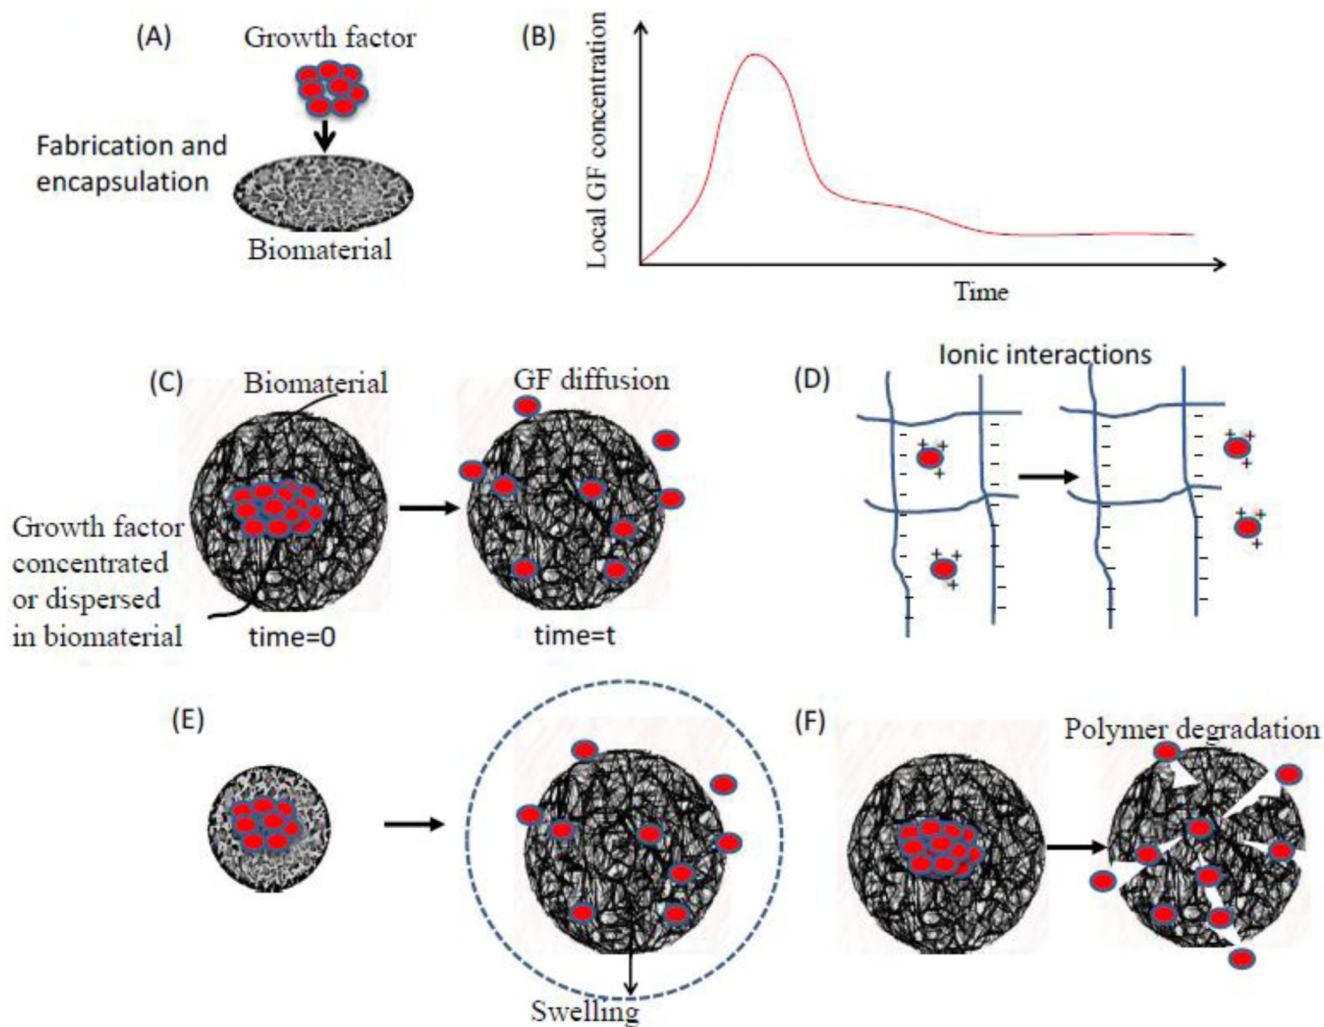 (A)
Growth factor
Fabrication and
encapsulation
Biomaterial
(B)
Local GF concentration
Time
(C)
Biomaterial
GF diffusion
Growth factor
concentrated
or dispersed
in biomaterial
time=0
time=t
(D)
Ionic interactions
(E)
Swelling
(F)
Polymer degradation